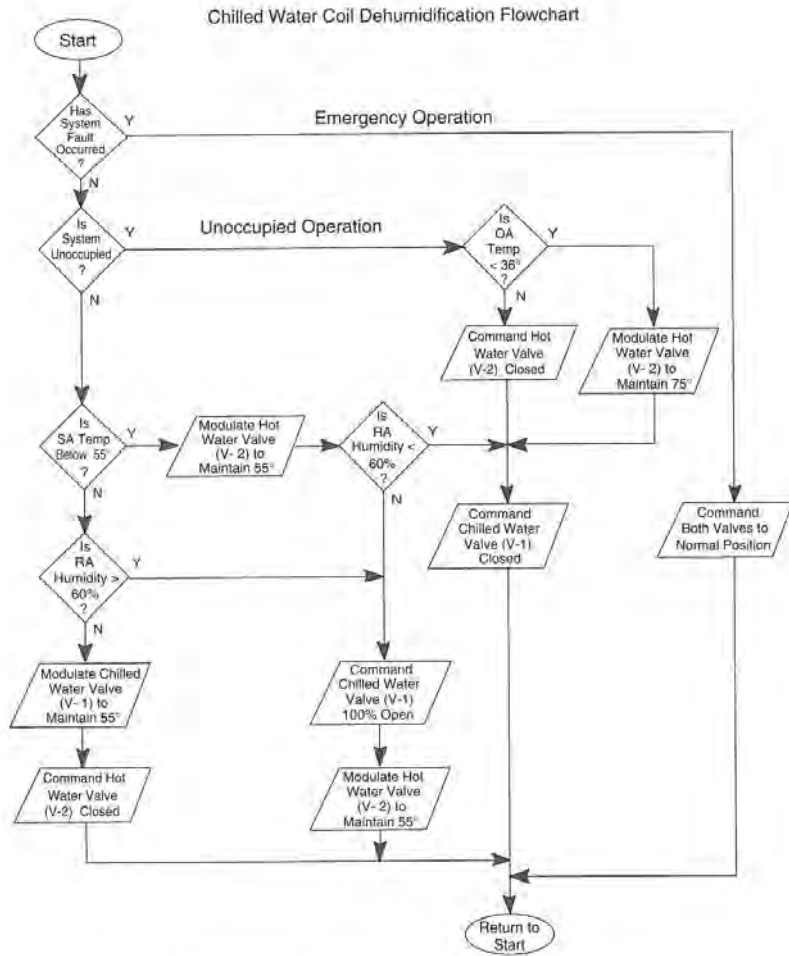 Chilled Water Coil Dehumidification Flowchart
Start
Has
System
Fault
Occurred
?
Y
Emergency Operation
N
Is
System
Unoccupied
?
Y
Unoccupied Operation
N
Is
OA
Temp
< 36°
?
Y
N
Command Hot
Water Valve
(V-2) Closed
Modulate Hot
Water Valve
(V- 2) to
Maintain 75°
Is
SA Temp
Below 55°
?
Y
N
Modulate Hot
Water Valve
(V- 2) to
Maintain 55°
Is
RA
Humidity <
60%
?
Y
N
Command
Chilled Water
Valve (V-1)
Closed
Command
Both Valves to
Normal Position
Is
RA
Humidity >
60%
?
Y
N
Modulate Chilled
Water Valve
(V- 1) to
Maintain 55°
Command
Chilled Water
Valve (V-1)
100% Open
Command Hot
Water Valve
(V-2) Closed
Modulate Hot
Water Valve
(V- 2) to
Maintain 55°
Return to
Start